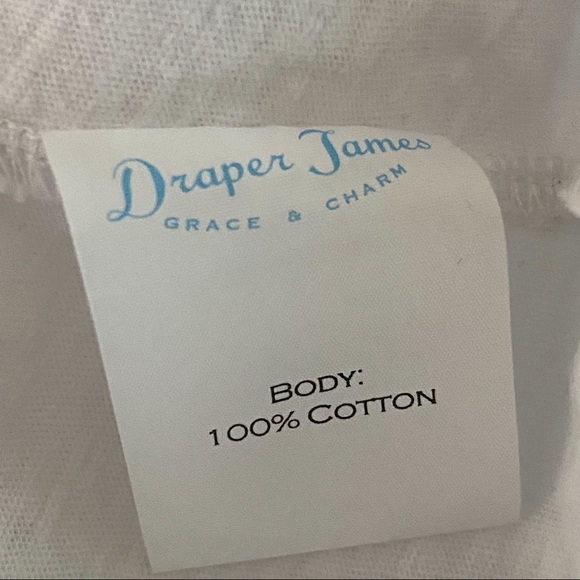 Draper James
GRACE & CHARM
BODY:
100% COTTON